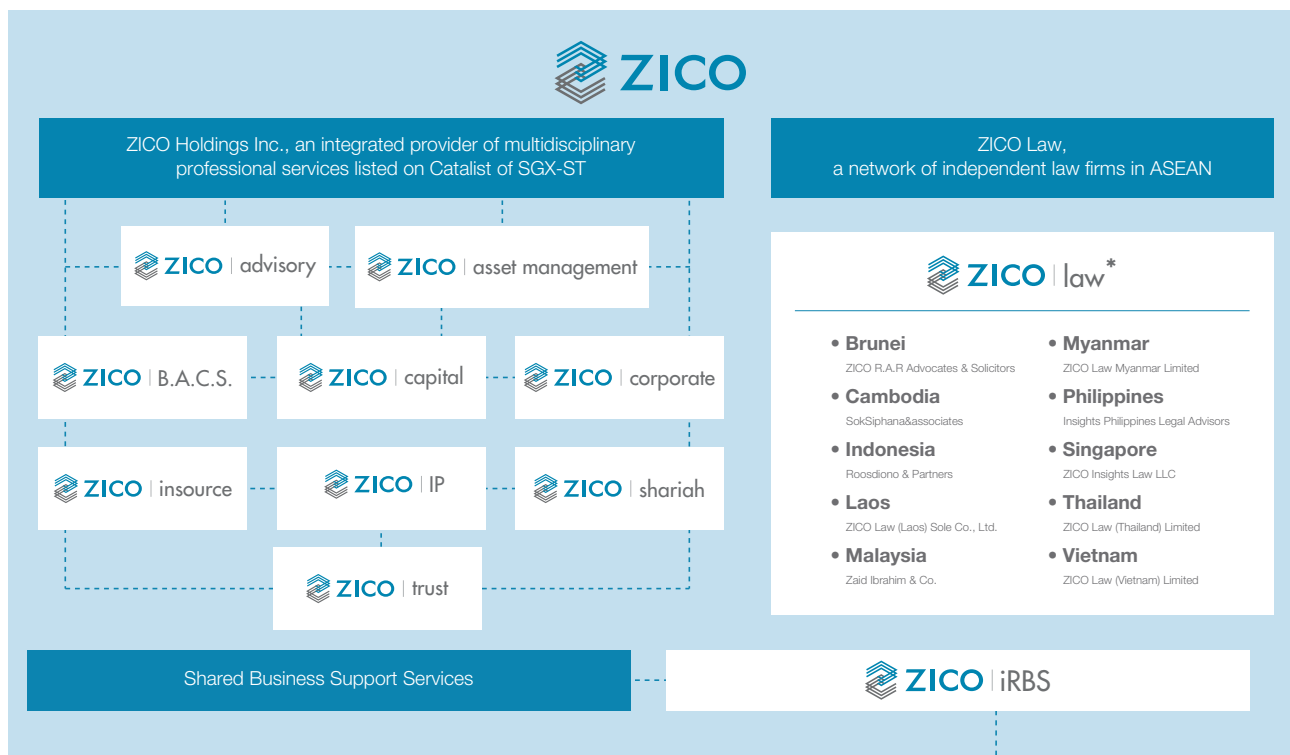 ZICO
ZICO Holdings Inc., an integrated provider of multidisciplinary
professional services listed on Catalist of SGX-ST
ZICO | advisory
ZICO | asset management
ZICO | B.A.C.S.
ZICO | capital
ZICO | corporate
ZICO | insource
ZICO | IP
ZICO | shariah
ZICO | trust
ZICO Law,
a network of independent law firms in ASEAN
ZICO | law*
• Brunei
ZICO R.A.R Advocates & Solicitors
• Cambodia
SokSiphana&associates
• Indonesia
Roosdiono & Partners
• Laos
ZICO Law (Laos) Sole Co., Ltd.
• Malaysia
Zaid Ibrahim & Co.
• Myanmar
ZICO Law Myanmar Limited
• Philippines
Insights Philippines Legal Advisors
• Singapore
ZICO Insights Law LLC
• Thailand
ZICO Law (Thailand) Limited
• Vietnam
ZICO Law (Vietnam) Limited
Shared Business Support Services
ZICO | iRBS